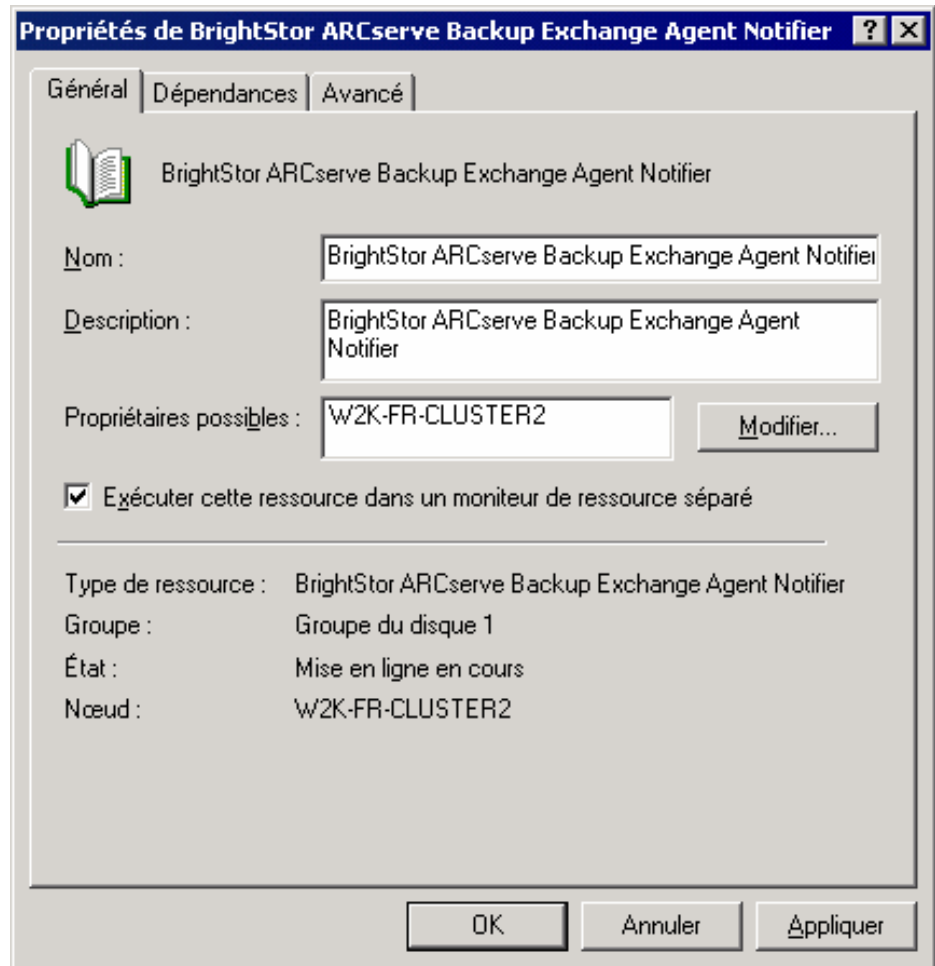 Propriétés de BrightStor ARCserve Backup Exchange Agent Notifier ? X
Général Dépendances Avancé
BrightStor ARCserve Backup Exchange Agent Notifier
Nom : BrightStor ARCserve Backup Exchange Agent Notifier
Description : BrightStor ARCserve Backup Exchange Agent
Notifier
Propriétaires possibles : W2K-FR-CLUSTER2 Modifier...
Exécuter cette ressource dans un moniteur de ressource séparé
Type de ressource : BrightStor ARCserve Backup Exchange Agent Notifier
Groupe : Groupe du disque 1
État : Mise en ligne en cours
Nœud : W2K-FR-CLUSTER2
OK Annuler Appliquer